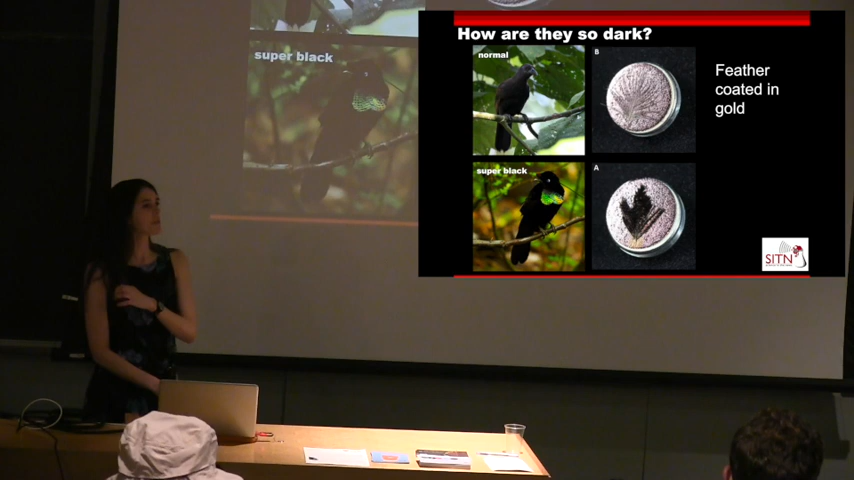 super black
How are they so dark?
normal
B
Feather
coated in
gold
super black
A
SITN